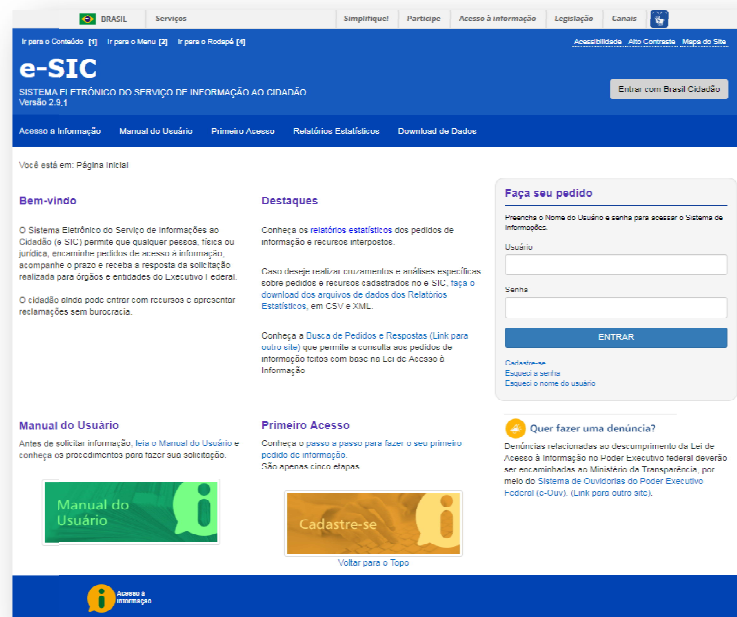 BRASIL Serviços Simplifique! Participe Acesso à informação Legislação Canais
Ir para o Conteúdo [1] Ir para o Menu [2] Ir para o Rodapé [4] Acessibilidade Alto Contraste Mapa do Site
e-SIC
SISTEMA ELETRÔNICO DO SERVIÇO DE INFORMAÇÃO AO CIDADÃO
Versão 2.9.1
Entrar com Brasil Cidadão
Acesso a Informação Manual do Usuário Primeiro Acesso Relatórios Estatísticos Download de Dados
Você está em: Página Inicial
Bem-vindo
O Sistema Eletrônico do Serviço de Informações ao
Cidadão (e-SIC) permite que qualquer pessoa, física ou
jurídica, encaminhe pedidos de acesso à informação,
acompanhe o prazo e receba a resposta da solicitação
realizada para órgãos e entidades do Executivo Federal.
O cidadão ainda pode entrar com recursos e apresentar
reclamações sem burocracia.
Destaques
Conheça os relatórios estatísticos dos pedidos de
informação e recursos interpostos.
Caso deseje realizar cruzamentos e análises específicas
sobre pedidos e recursos cadastrados no e-SIC, faça o
download dos arquivos de dados dos Relatórios
Estatísticos, em CSV e XML.
Conheça a Busca de Pedidos e Respostas (Link para
outro site) que permite a consulta aos pedidos de
informação feitos com base na Lei de Acesso à
Informação
Faça seu pedido
Preencha o Nome do Usuário e senha para acessar o Sistema de
Informações.
Usuário
Senha
ENTRAR
Cadastre-se
Esqueci a senha
Esqueci o nome do usuário
Manual do Usuário
Antes de solicitar informação, leia o Manual do Usuário e
conheça os procedimentos para fazer sua solicitação.
Manual do
Usuário
Primeiro Acesso
Conheça o passo a passo para fazer o seu primeiro
pedido de informação.
São apenas cinco etapas.
Cadastre-se
Voltar para o Topo
Quer fazer uma denúncia?
Denúncias relacionadas ao descumprimento da Lei de
Acesso à Informação no Poder Executivo federal deverão
ser encaminhadas ao Ministério da Transparência, por
meio do Sistema de Ouvidorias do Poder Executivo
Federal (e-Ouv). (Link para outro site).
Acesso à
Informação